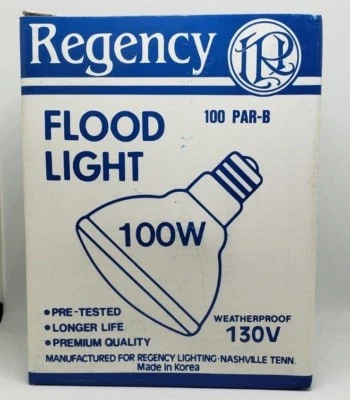 Regency
LR
FLOOD
LIGHT
100 PAR-B
100W
•PRE-TESTED
•LONGER LIFE
•PREMIUM QUALITY
WEATHERPROOF
130V
MANUFACTURED FOR REGENCY LIGHTING·NASHVILLE TENN.
Made in Korea